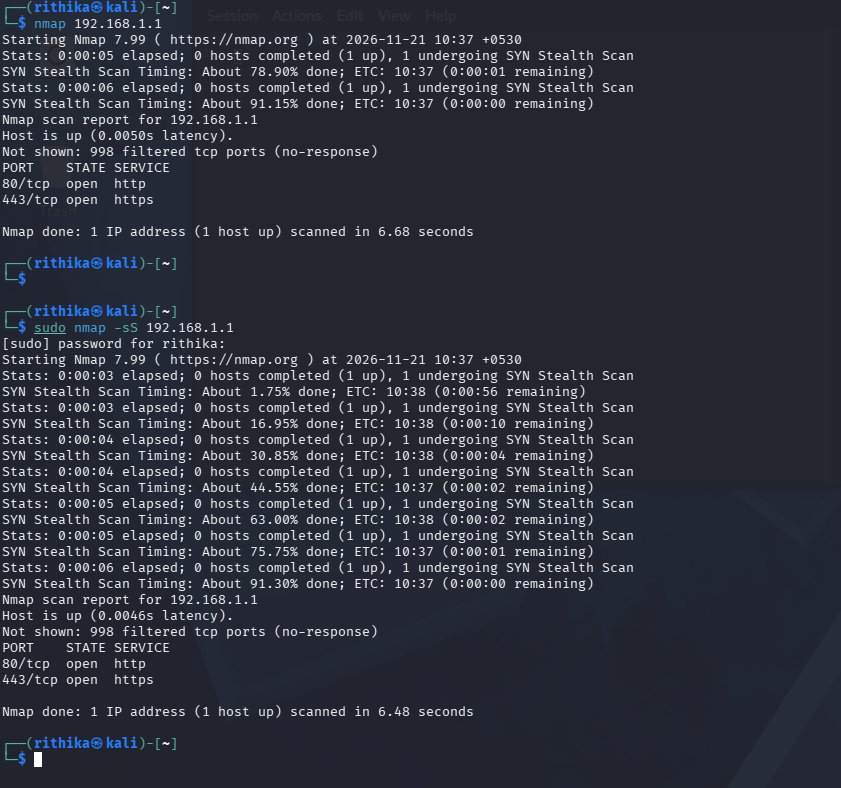 ┌──(rithika㉿kali)-[~]
Session Actions Edit View Help
└─$ nmap 192.168.1.1
Starting Nmap 7.99 ( https://nmap.org ) at 2026-11-21 10:37 +0530
Stats: 0:00:05 elapsed; 0 hosts completed (1 up), 1 undergoing SYN Stealth Scan
SYN Stealth Scan Timing: About 78.90% done; ETC: 10:37 (0:00:01 remaining)
Stats: 0:00:06 elapsed; 0 hosts completed (1 up), 1 undergoing SYN Stealth Scan
SYN Stealth Scan Timing: About 91.15% done; ETC: 10:37 (0:00:00 remaining)
Nmap scan report for 192.168.1.1
Host is up (0.0050s latency).
Not shown: 998 filtered tcp ports (no-response)
PORT    STATE SERVICE
80/tcp  open  http
443/tcp open  https
Trash

Nmap done: 1 IP address (1 host up) scanned in 6.68 seconds

┌──(rithika㉿kali)-[~]
└─$

┌──(rithika㉿kali)-[~]
└─$ sudo nmap -sS 192.168.1.1
[sudo] password for rithika:
Starting Nmap 7.99 ( https://nmap.org ) at 2026-11-21 10:37 +0530
Stats: 0:00:03 elapsed; 0 hosts completed (1 up), 1 undergoing SYN Stealth Scan
SYN Stealth Scan Timing: About 1.75% done; ETC: 10:38 (0:00:56 remaining)
Stats: 0:00:03 elapsed; 0 hosts completed (1 up), 1 undergoing SYN Stealth Scan
SYN Stealth Scan Timing: About 16.95% done; ETC: 10:38 (0:00:10 remaining)
Stats: 0:00:04 elapsed; 0 hosts completed (1 up), 1 undergoing SYN Stealth Scan
SYN Stealth Scan Timing: About 30.85% done; ETC: 10:38 (0:00:04 remaining)
Stats: 0:00:04 elapsed; 0 hosts completed (1 up), 1 undergoing SYN Stealth Scan
SYN Stealth Scan Timing: About 44.55% done; ETC: 10:37 (0:00:02 remaining)
Stats: 0:00:05 elapsed; 0 hosts completed (1 up), 1 undergoing SYN Stealth Scan
SYN Stealth Scan Timing: About 63.00% done; ETC: 10:38 (0:00:02 remaining)
Stats: 0:00:05 elapsed; 0 hosts completed (1 up), 1 undergoing SYN Stealth Scan
SYN Stealth Scan Timing: About 75.75% done; ETC: 10:37 (0:00:01 remaining)
Stats: 0:00:06 elapsed; 0 hosts completed (1 up), 1 undergoing SYN Stealth Scan
SYN Stealth Scan Timing: About 91.30% done; ETC: 10:37 (0:00:00 remaining)
Nmap scan report for 192.168.1.1
Host is up (0.0046s latency).
Not shown: 998 filtered tcp ports (no-response)
PORT    STATE SERVICE
80/tcp  open  http
443/tcp open  https

Nmap done: 1 IP address (1 host up) scanned in 6.48 seconds

┌──(rithika㉿kali)-[~]
└─$